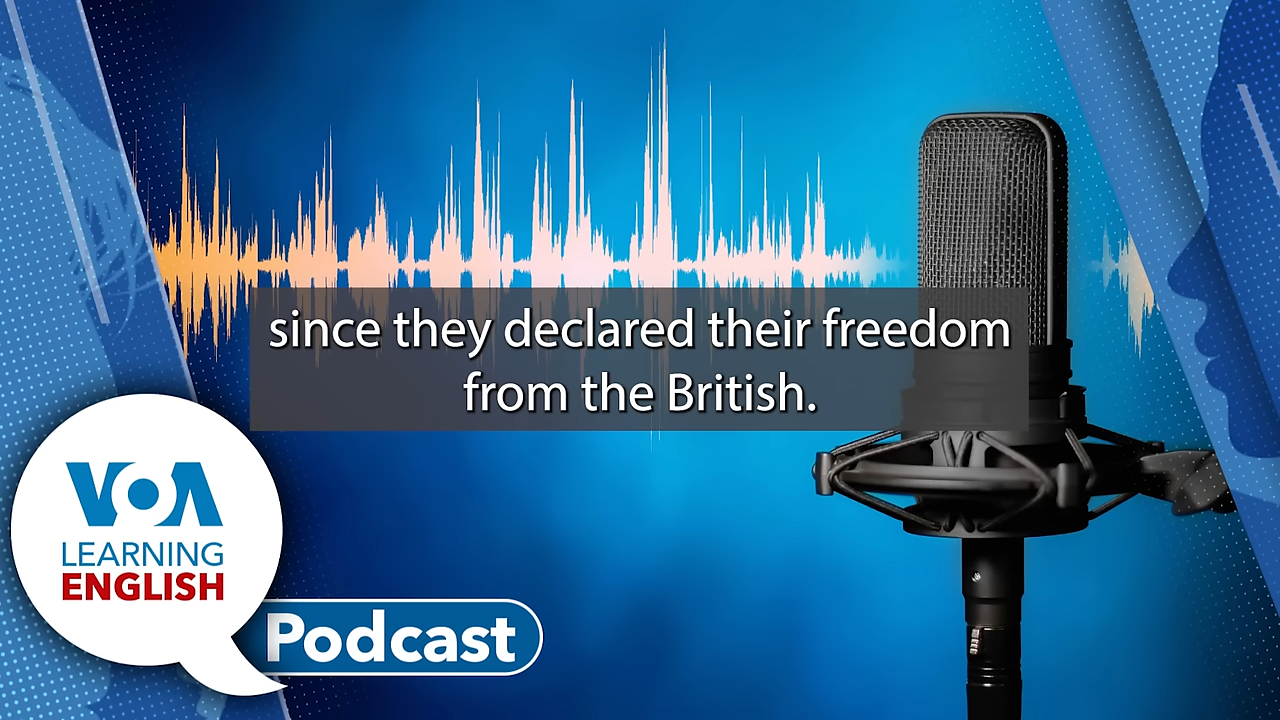 since they declared their freedom
from the British.
VOA
LEARNING
ENGLISH
Podcast